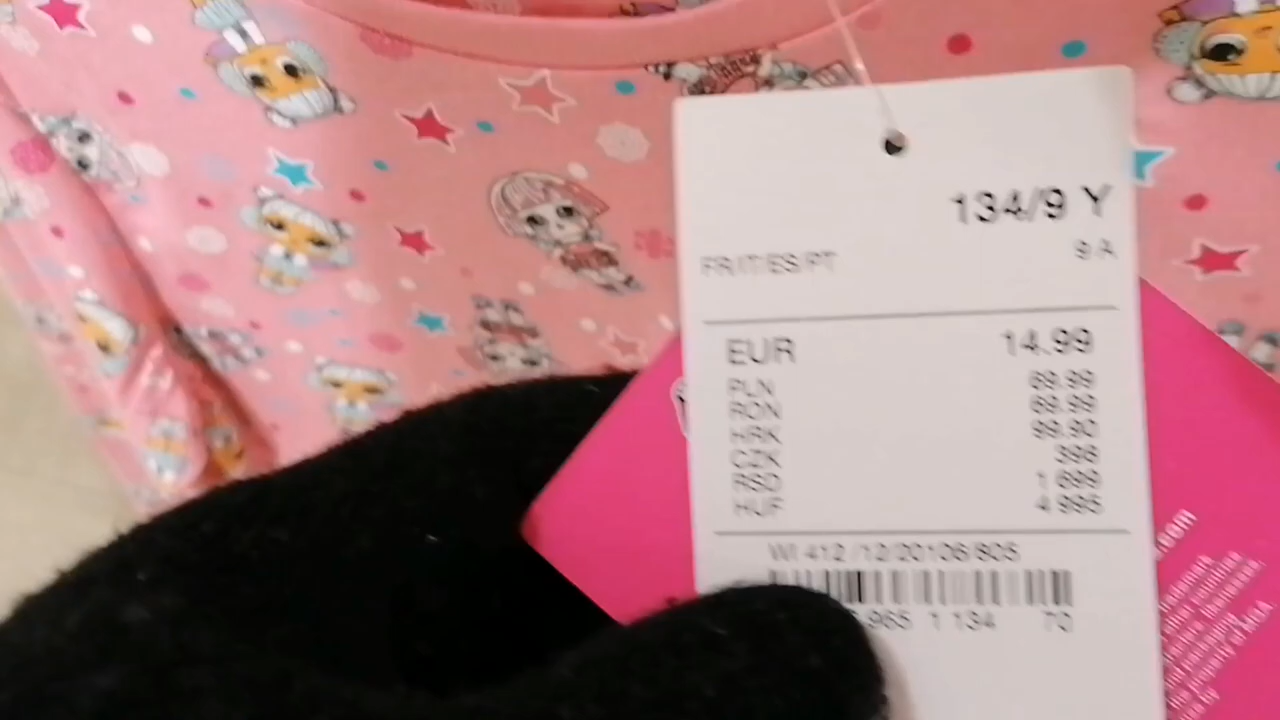 134/9 Y
FR/IT/ES/PT 9 A
EUR 14.99
PLN 69.99
RON 69.99
HRK 99.90
CZK 398
RSD 1 699
HUF 4 995
WI 412 /12/20106/805
965 1 134 70